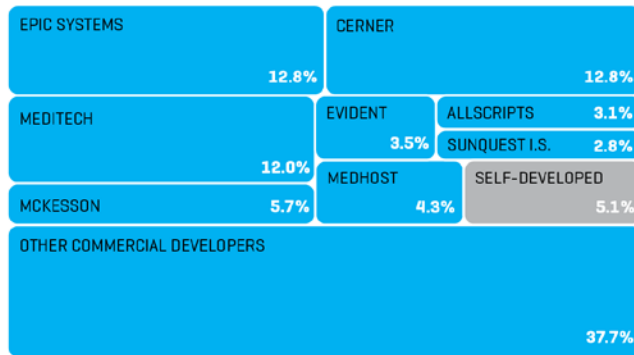 EPIC SYSTEMS
12.8%
CERNER
12.8%
MEDITECH
12.0%
EVIDENT
3.5%
ALLSCRIPTS 3.1%
SUNQUEST I.S. 2.8%
MCKESSON 5.7%
MEDHOST
4.3%
SELF-DEVELOPED
5.1%
OTHER COMMERCIAL DEVELOPERS
37.7%